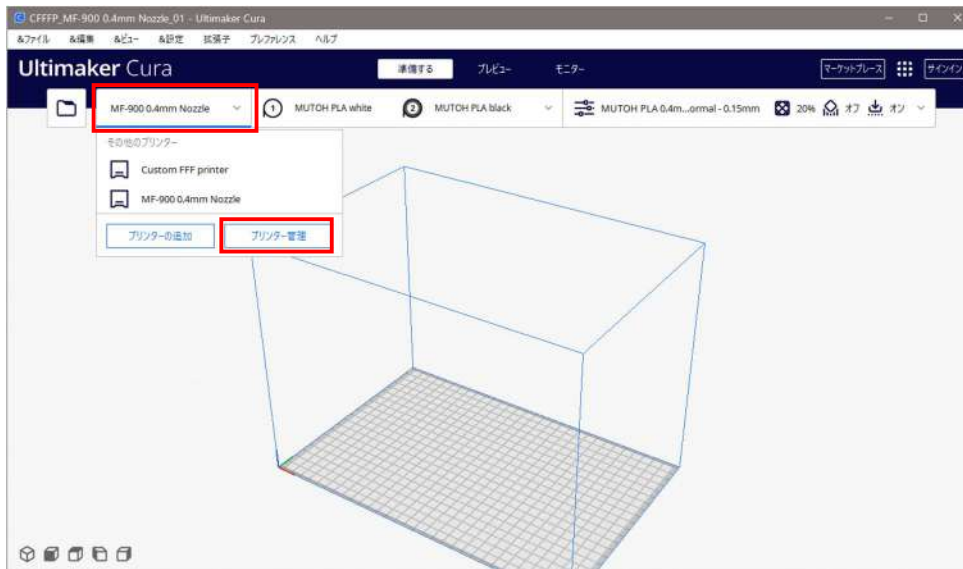 CFFFP_MF-900 0.4mm Nozzle_01 - Ultimaker Cura
&ファイル &編集 &ビュー &設定 拡張子 プレファレンス ヘルプ
Ultimaker Cura 準備する プレビュー モニター マーケットプレース サインイン
MF-900 0.4mm Nozzle 1 MUTOH PLA white 2 MUTOH PLA black MUTOH PLA 0.4m...ormal - 0.15mm 20% オフ オン
その他のプリンター
Custom FFF printer
MF-900 0.4mm Nozzle
プリンターの追加 プリンター管理